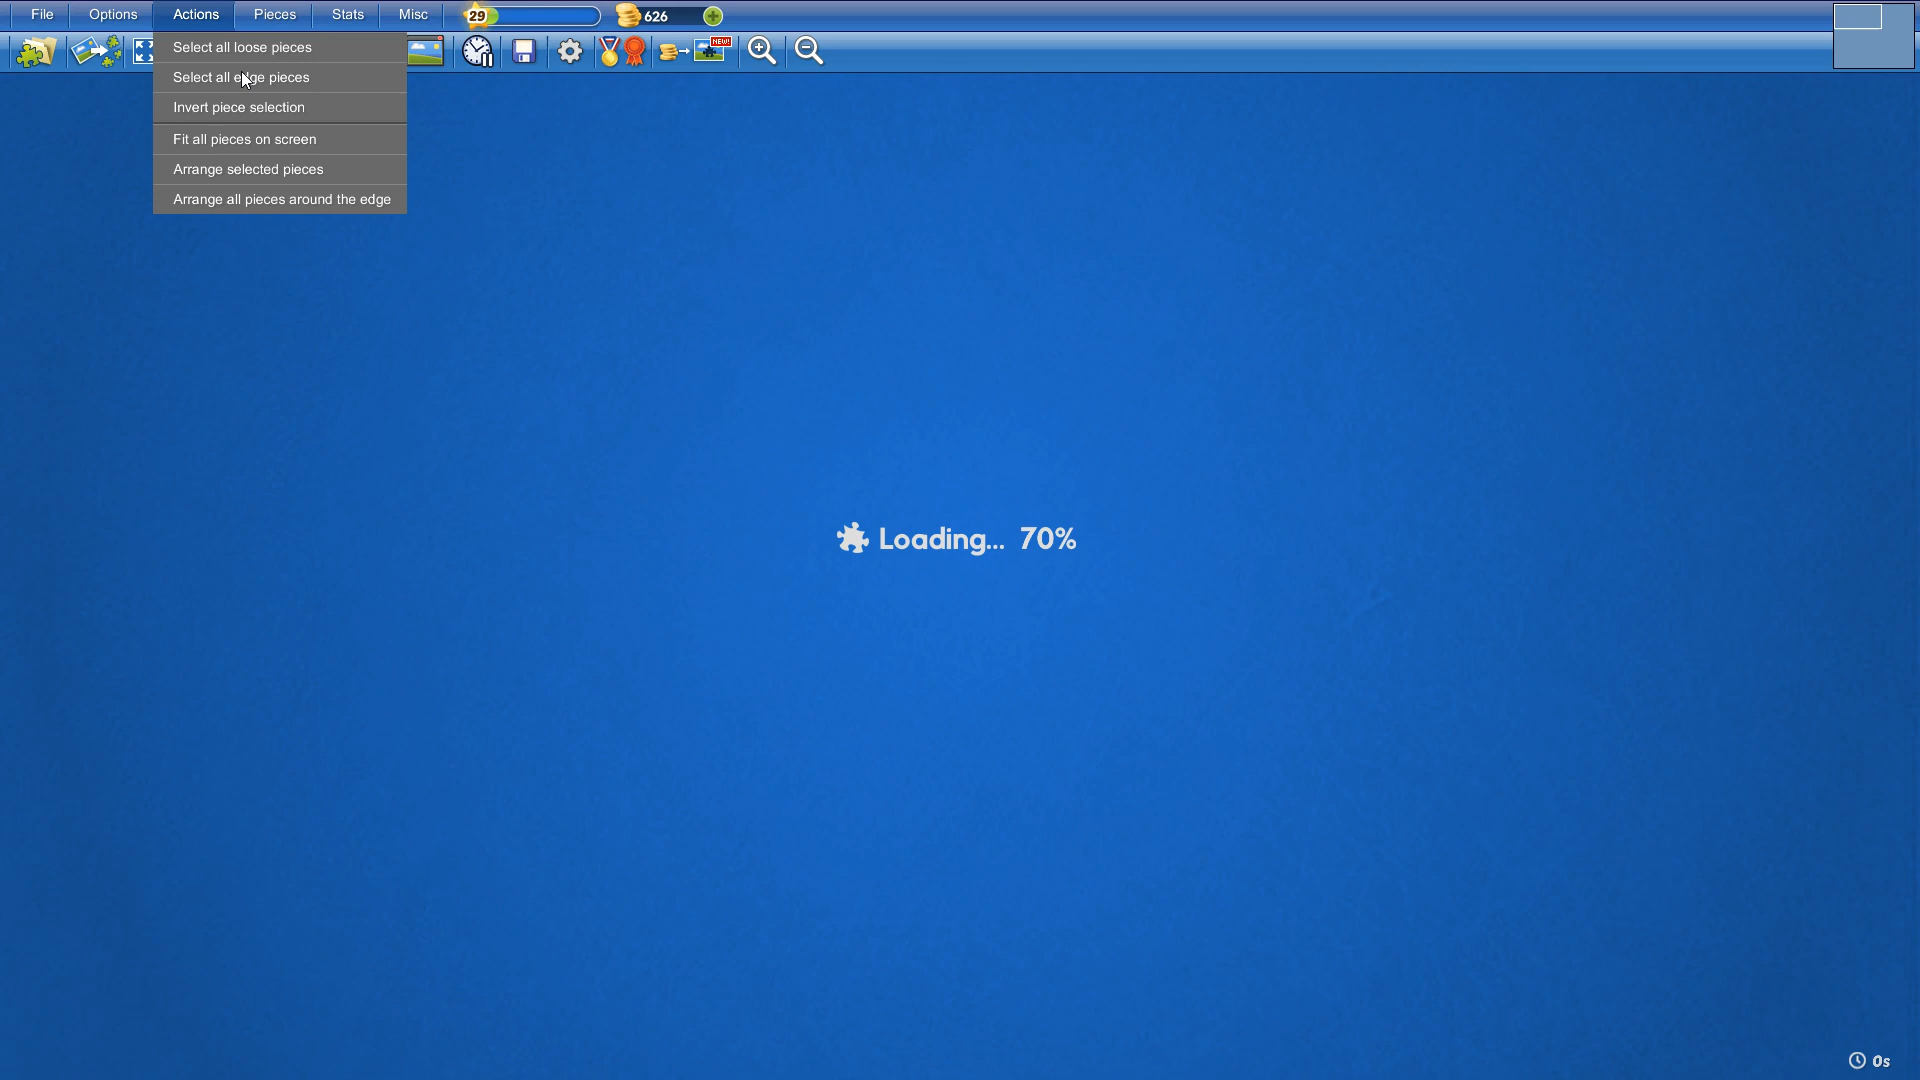 File Options Actions Pieces Stats Misc 29 626
NEW!
Select all loose pieces
Select all edge pieces
Invert piece selection
Fit all pieces on screen
Arrange selected pieces
Arrange all pieces around the edge
Loading... 70%
0s